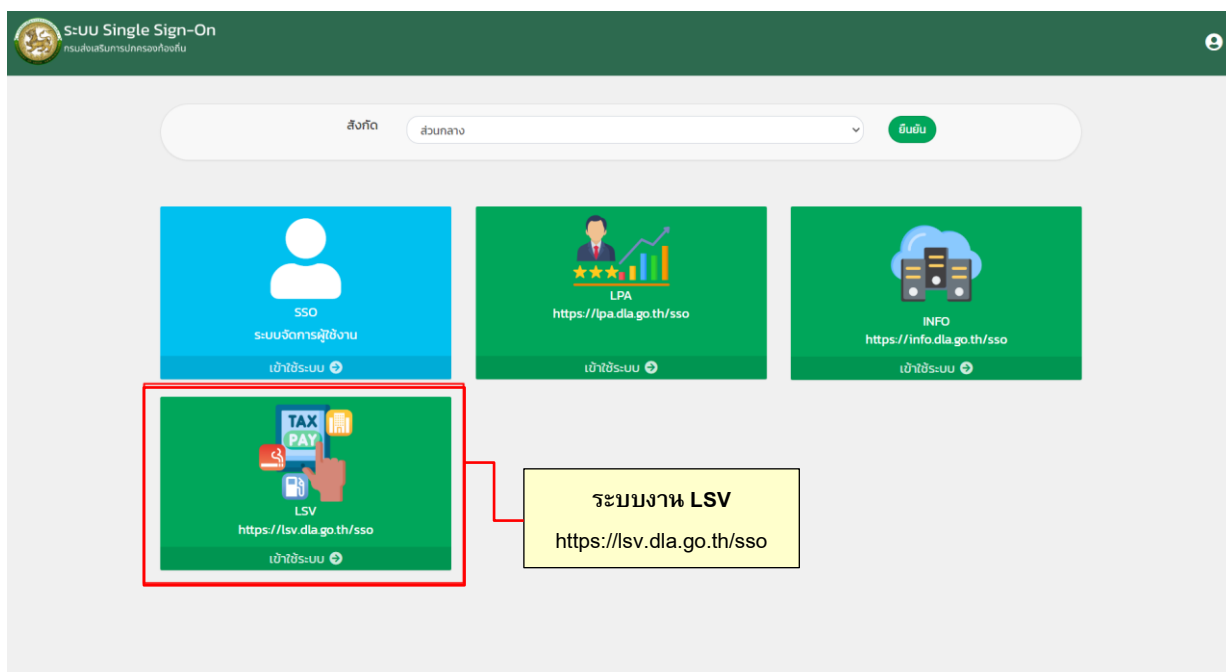 ระบบ Single Sign-On
กรมส่งเสริมการปกครองท้องถิ่น
สังกัด
ส่วนกลาง
ยืนยัน
SSO
ระบบจัดการผู้ใช้งาน
เข้าใช้ระบบ
LPA
https://lpa.dla.go.th/sso
เข้าใช้ระบบ
INFO
https://info.dla.go.th/sso
เข้าใช้ระบบ
TAX
PAY
LSV
https://lsv.dla.go.th/sso
เข้าใช้ระบบ
ระบบงาน LSV
https://lsv.dla.go.th/sso